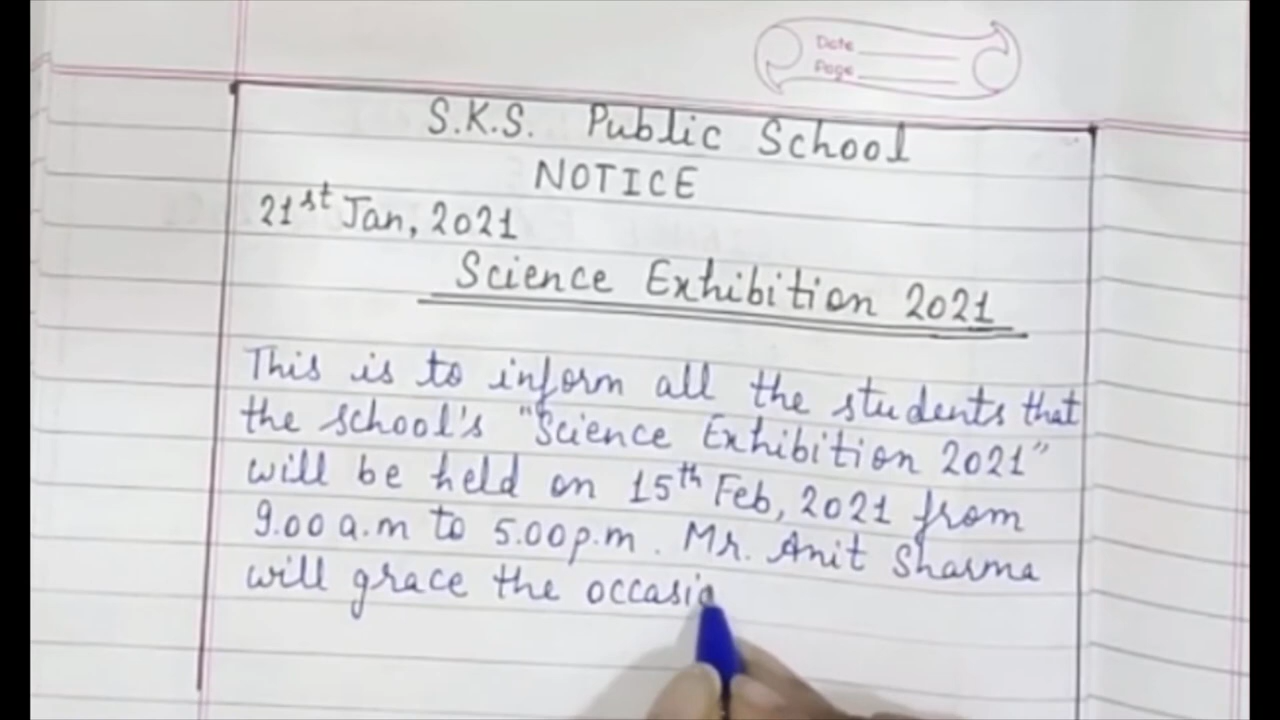 Date
Page
S.K.S. Public School
NOTICE
21st Jan, 2021
Science Exhibition 2021
This is to inform all the students that
the school's "Science Exhibition 2021"
will be held on 15th Feb, 2021 from
9.00 a.m to 5.00 p.m. Mr. Anit Sharma
will grace the occasio